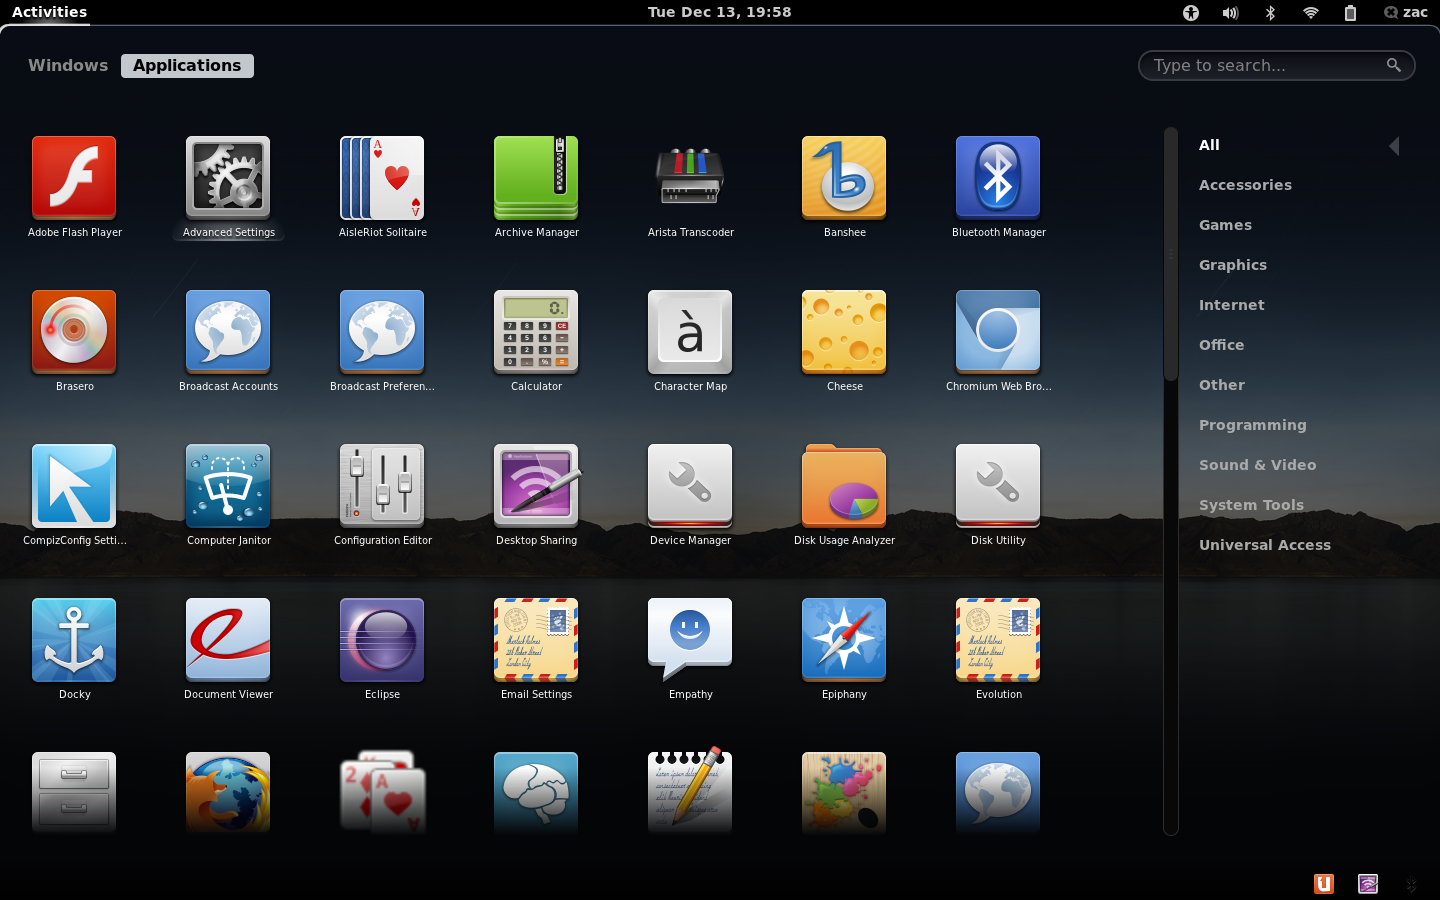 Activities
Tue Dec 13, 19:58
zac
Windows
Applications
Type to search...
Adobe Flash Player
Advanced Settings
AisleRiot Solitaire
Archive Manager
Arista Transcoder
Banshee
Bluetooth Manager
Brasero
Broadcast Accounts
Broadcast Preferen...
Calculator
Character Map
Cheese
Chromium Web Bro...
CompizConfig Setti...
Computer Janitor
Configuration Editor
Desktop Sharing
Device Manager
Disk Usage Analyzer
Disk Utility
Docky
Document Viewer
Eclipse
Email Settings
Empathy
Epiphany
Evolution
All
Accessories
Games
Graphics
Internet
Office
Other
Programming
Sound & Video
System Tools
Universal Access